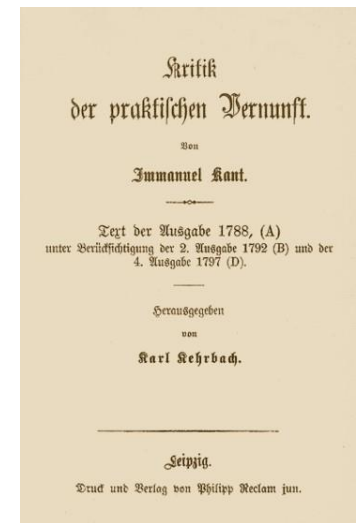 Kritik
der praktischen Vernunft.
Von
Immanuel Kant.
Text der Ausgabe 1788, (A)
unter Berücksichtigung der 2. Ausgabe 1792 (B) und der
4. Ausgabe 1797 (D).
Herausgegeben
von
Karl Kehrbach.
Leipzig.
Druck und Verlag von Philipp Reclam jun.